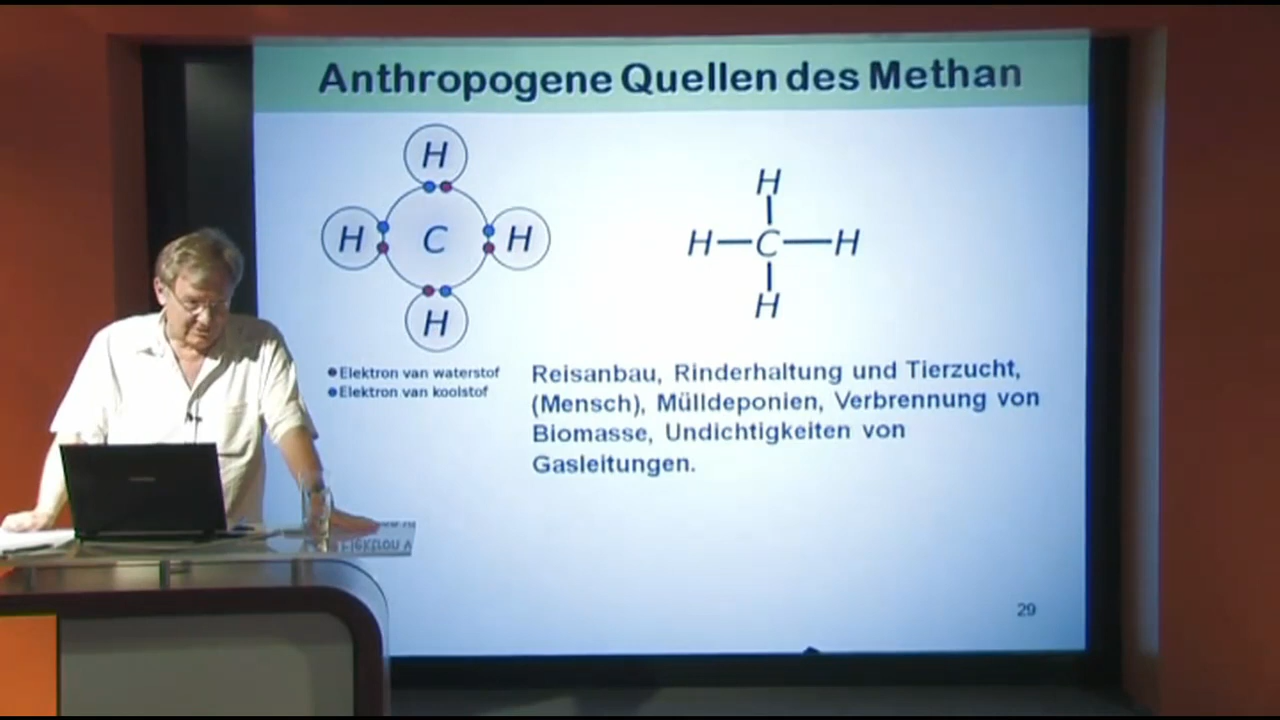 Anthropogene Quellen des Methan
H
H C H
H
H
H C H
H
●Elektron van waterstof
●Elektron van koolstof
Reisanbau, Rinderhaltung und Tierzucht,
(Mensch), Mülldeponien, Verbrennung von
Biomasse, Undichtigkeiten von
Gasleitungen.
29